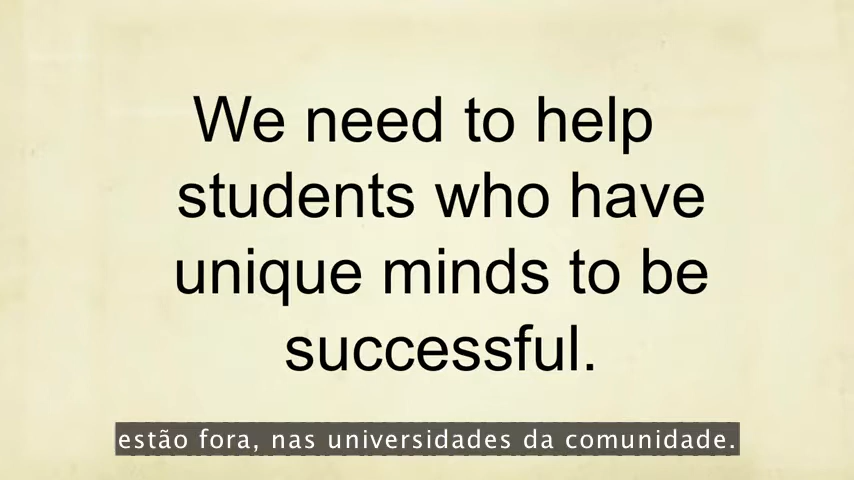 We need to help
students who have
unique minds to be
successful.
estão fora, nas universidades da comunidade.